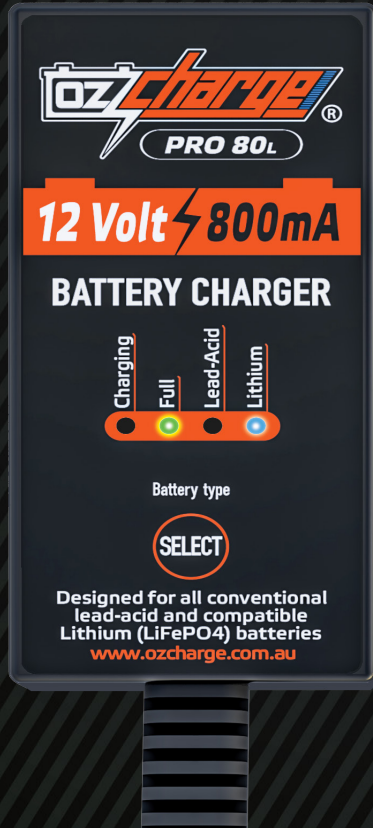 OZ charge ®
PRO 80L
12 Volt 800mA
BATTERY CHARGER
Charging
Full
Lead-Acid
Lithium
Battery type
SELECT
Designed for all conventional
lead-acid and compatible
Lithium (LiFePO4) batteries
www.ozcharge.com.au